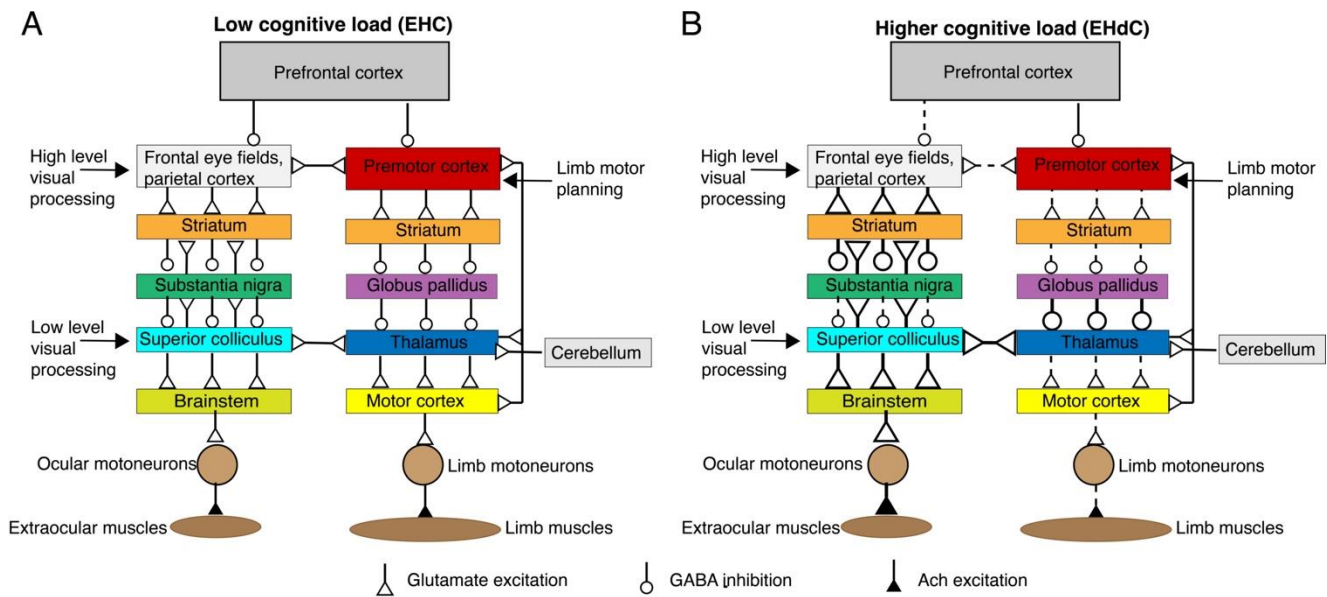 A
Low cognitive load (EHC)
Prefrontal cortex
High level
visual
processing
Frontal eye fields,
parietal cortex
Premotor cortex
Limb motor
planning
Striatum
Striatum
Substantia nigra
Globus pallidus
Low level
visual
processing
Superior colliculus
Thalamus
Cerebellum
Brainstem
Motor cortex
Ocular motoneurons
Limb motoneurons
Extraocular muscles
Limb muscles
B
Higher cognitive load (EHdC)
Prefrontal cortex
High level
visual
processing
Frontal eye fields,
parietal cortex
Premotor cortex
Limb motor
planning
Striatum
Striatum
Substantia nigra
Globus pallidus
Low level
visual
processing
Superior colliculus
Thalamus
Cerebellum
Brainstem
Motor cortex
Ocular motoneurons
Limb motoneurons
Extraocular muscles
Limb muscles
Glutamate excitation
GABA inhibition
Ach excitation